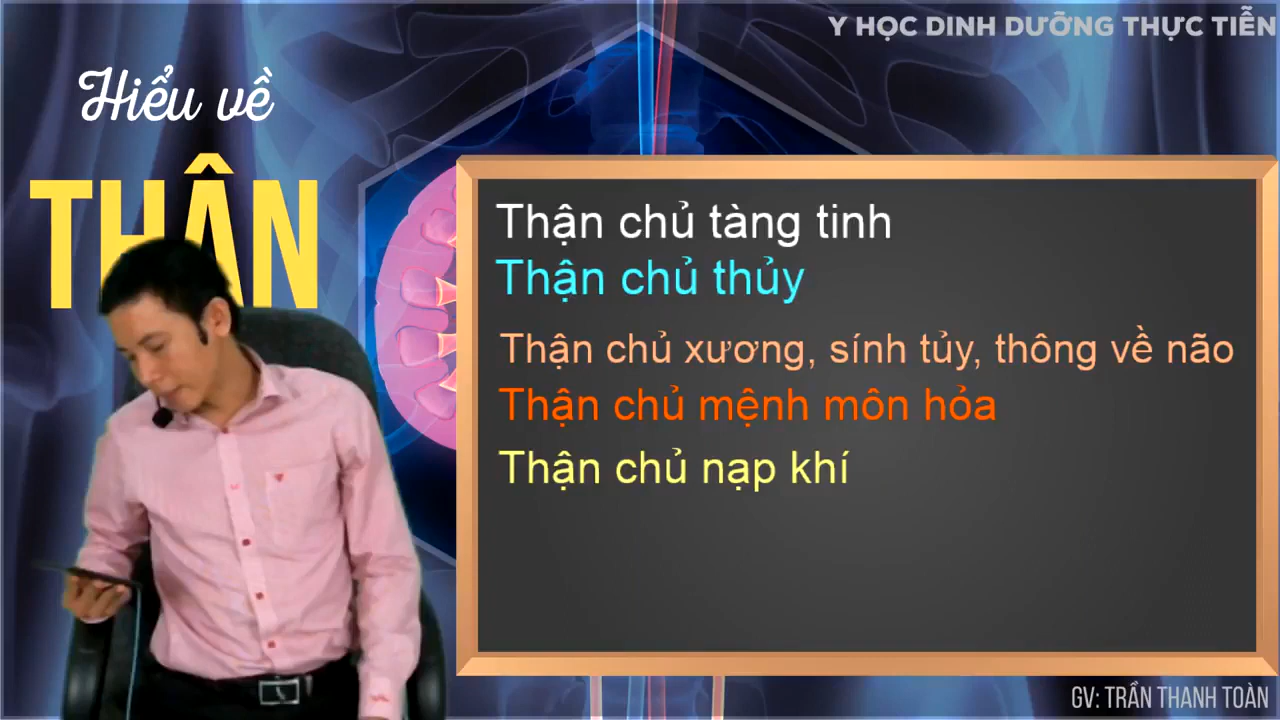 Y HỌC DINH DƯỠNG THỰC TIỄN
Hiểu về
THẬN
Thận chủ tàng tinh
Thận chủ thủy
Thận chủ xương, sính tủy, thông về não
Thận chủ mệnh môn hỏa
Thận chủ nạp khí
GV: TRẦN THANH TOÀN